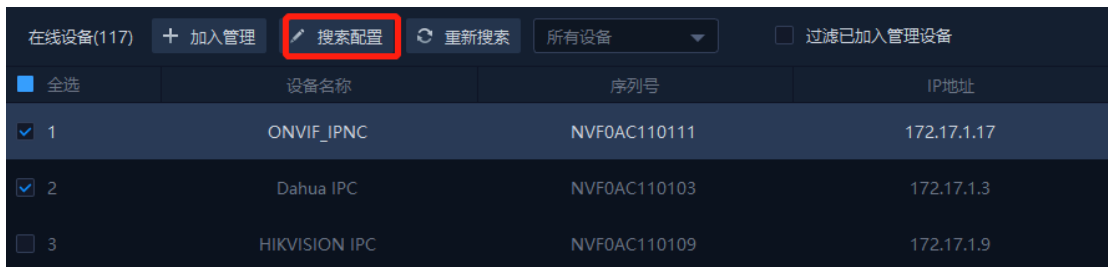 在线设备(117) 加入管理 搜索配置 重新搜索 所有设备 过滤已加入管理设备
全选 设备名称 序列号 IP地址
1 ONVIF_IPNC NVF0AC110111 172.17.1.17
2 Dahua IPC NVF0AC110103 172.17.1.3
3 HIKVISION IPC NVF0AC110109 172.17.1.9